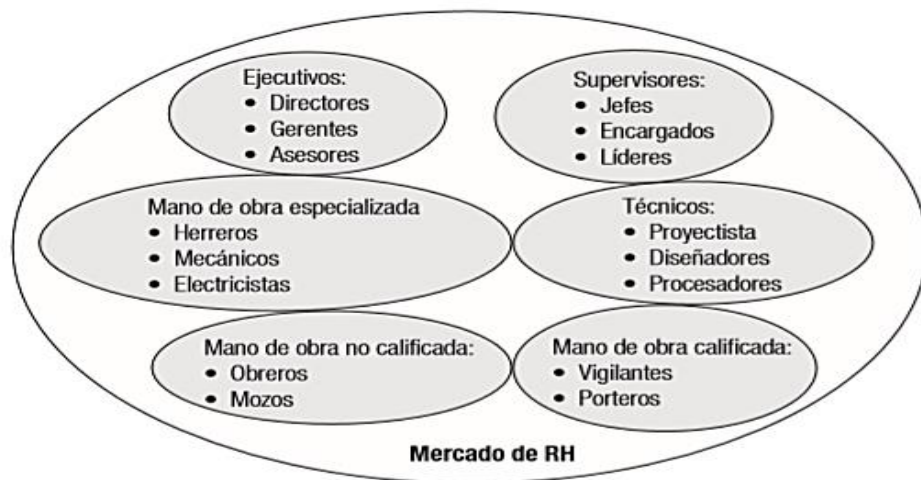 Ejecutivos:
• Directores
• Gerentes
• Asesores
Supervisores:
• Jefes
• Encargados
• Líderes
Mano de obra especializada
• Herreros
• Mecánicos
• Electricistas
Técnicos:
• Proyectista
• Diseñadores
• Procesadores
Mano de obra no calificada:
• Obreros
• Mozos
Mano de obra calificada:
• Vigilantes
• Porteros
Mercado de RH